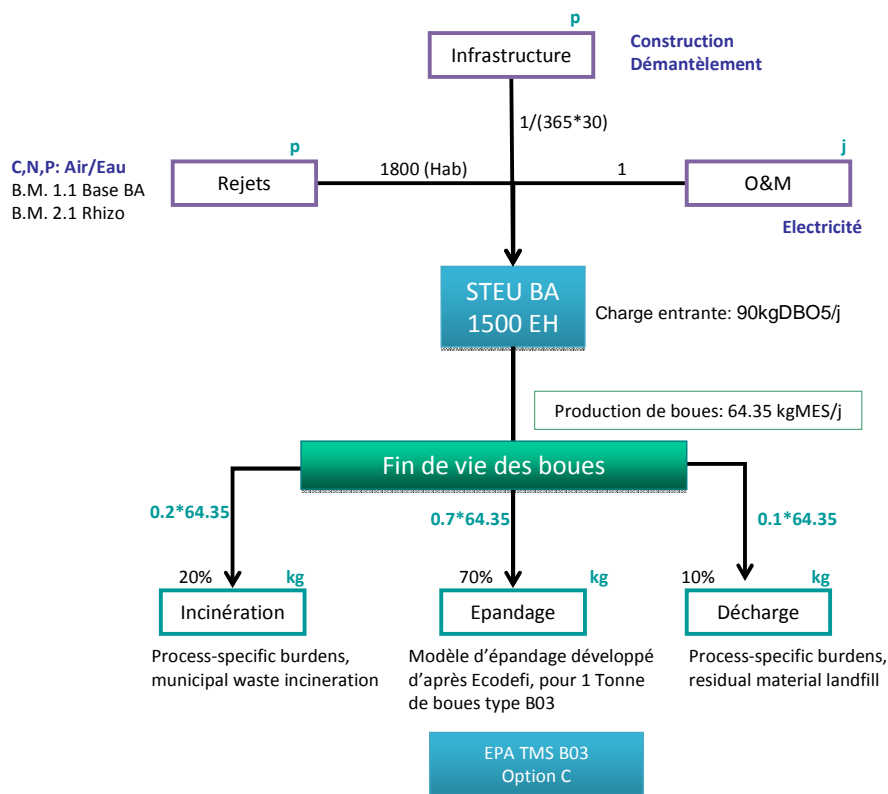 p
Infrastructure
Construction
Démantèlement
1/(365*30)
C,N,P: Air/Eau
B.M. 1.1 Base BA
B.M. 2.1 Rhizo
p
Rejets
1800 (Hab)
1
j
O&M
Electricité
STEU BA
1500 EH
Charge entrante: 90kgDBO5/j
Production de boues: 64.35 kgMES/j
Fin de vie des boues
0.2*64.35
0.7*64.35
0.1*64.35
20%
kg
70%
kg
10%
kg
Incinération
Epandage
Décharge
Process-specific burdens,
municipal waste incineration
Modèle d'épandage développé
d'après Ecodefi, pour 1 Tonne
de boues type B03
Process-specific burdens,
residual material landfill
EPA TMS B03
Option C